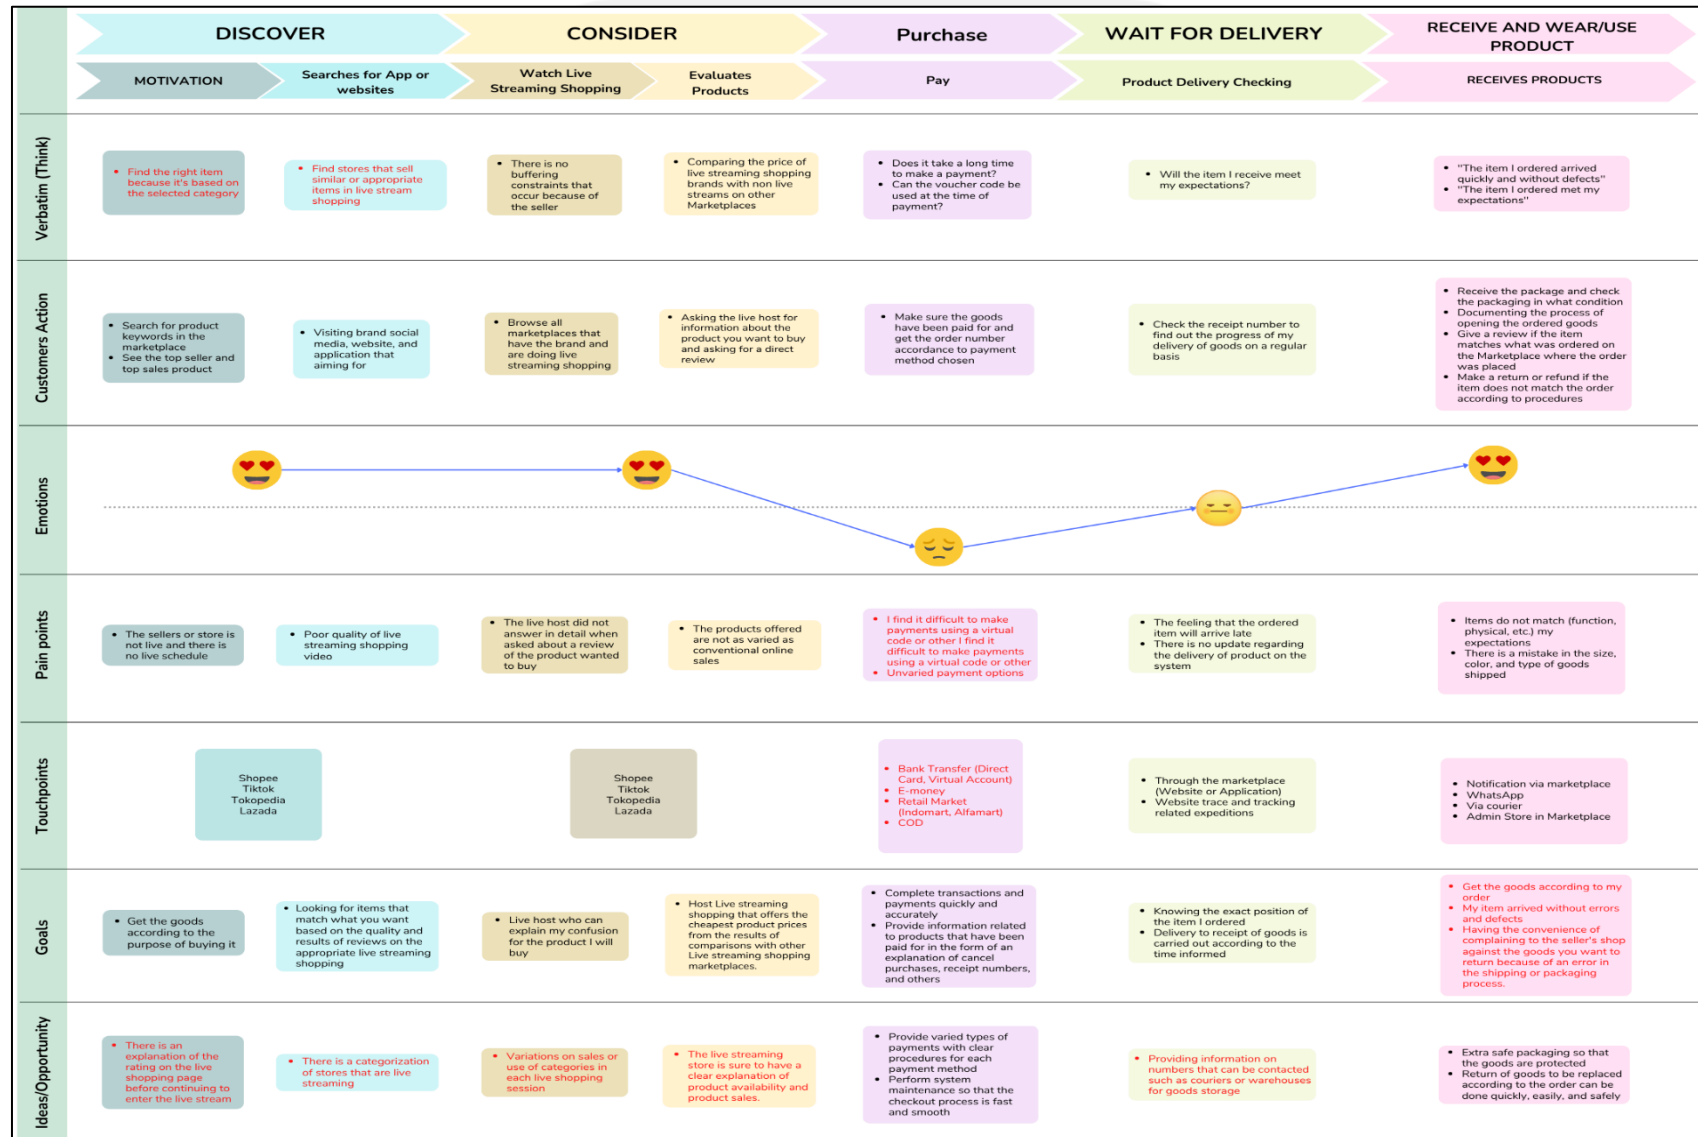 DISCOVER
CONSIDER
Purchase
WAIT FOR DELIVERY
RECEIVE AND WEAR/USE
PRODUCT
MOTIVATION
Searches for App or
websites
Watch Live
Streaming Shopping
Evaluates
Products
Pay
Product Delivery Checking
RECEIVES PRODUCTS
Verbatim (Think)
• Find the right item
because it's based on
the selected category
• Find stores that sell
similar or appropriate
items in live stream
shopping
• There is no
buffering
constraints that
occur because of
the seller
• Comparing the price of
live streaming shopping
brands with non live
streams on other
Marketplaces
• Does it take a long time
to make a payment?
• Can the voucher code be
used at the time of
payment?
• Will the item I receive meet
my expectations?
• "The item I ordered arrived
quickly and without defects"
• "The item I ordered met my
expectations"
Customers Action
• Search for product
keywords in the
marketplace
• See the top seller and
top sales product
• Visiting brand social
media, website, and
application that
aiming for
• Browse all
marketplaces that
have the brand and
are doing live
streaming shopping
• Asking the live host for
information about the
product you want to buy
and asking for a direct
review
• Make sure the goods
have been paid for and
get the order number
accordance to payment
method chosen
• Check the receipt number to
find out the progress of my
delivery of goods on a regular
basis
• Receive the package and check
the packaging in what condition
• Documenting the process of
opening the ordered goods
• Give a review if the item
matches what was ordered
on the Marketplace where the order
was placed
• Make a return or refund if the
item does not match the order
according to procedures
Emotions
Pain points
• The sellers or store is
not live and there is
no live schedule
• Poor quality of live
streaming shopping
video
• The live host did not
answer in detail when
asked about a review
of the product wanted
to buy
• The products offered
are not as varied as
conventional online
sales
• I find it difficult to make
payments using a virtual
code or other I find it
difficult to make payments
using a virtual code or other
• Unvaried payment options
• The feeling that the ordered
item will arrive late
• There is no update regarding
the delivery of product on the
system
• Items do not match (function,
physical, etc.) my
expectations
• There is a mistake in the size,
color, and type of goods
shipped
Touchpoints
Shopee
Tiktok
Tokopedia
Lazada
Shopee
Tiktok
Tokopedia
Lazada
• Bank Transfer (Direct
Card, Virtual Account)
• E-money
• Retail Market
(Indomart, Alfamart)
• COD
• Through the marketplace
(Website or Application)
• Website trace and tracking
related expeditions
• Notification via marketplace
• WhatsApp
• Via courier
• Admin Store in Marketplace
Goals
• Get the goods
according to the
purpose of buying it
• Looking for items that
match what you want
based on the quality and
results of reviews on the
appropriate live streaming
shopping
• Live host who can
explain my confusion
for the product I will
buy
• Host Live streaming
shopping that offers the
cheapest product prices
from the results of
comparisons with other
Live streaming shopping
marketplaces.
• Complete transactions and
payments quickly and
accurately
• Provide information related
to products that have been
paid for in the form of an
explanation of cancel
purchases, receipt numbers,
and others
• Knowing the exact position of
the item I ordered
• Delivery to receipt of goods is
carried out according to the
time informed
• Get the goods according to my
order
• My item arrived without errors
and defects
• Having the convenience of
complaining to the seller's shop
against the goods you want to
return because of an error in
the shipping or packaging
process.
Ideas/Opportunity
• There is an
explanation of the
rating on the live
shopping page
before continuing to
enter the live stream
• There is a categorization
of stores that are live
streaming
• Variations on sales or
use of categories in
each live shopping
session
• The live streaming
store is sure to have a
clear explanation of
product availability and
product sales.
• Provide varied types of
payments with clear
procedures for each
payment method
• Perform system
maintenance so that the
checkout process is fast
and smooth
• Providing information on
numbers that can be contacted
such as couriers or warehouses
for goods storage
• Extra safe packaging so that
the goods are protected
• Return of goods to be replaced
according to the order can be
done quickly, easily, and safely